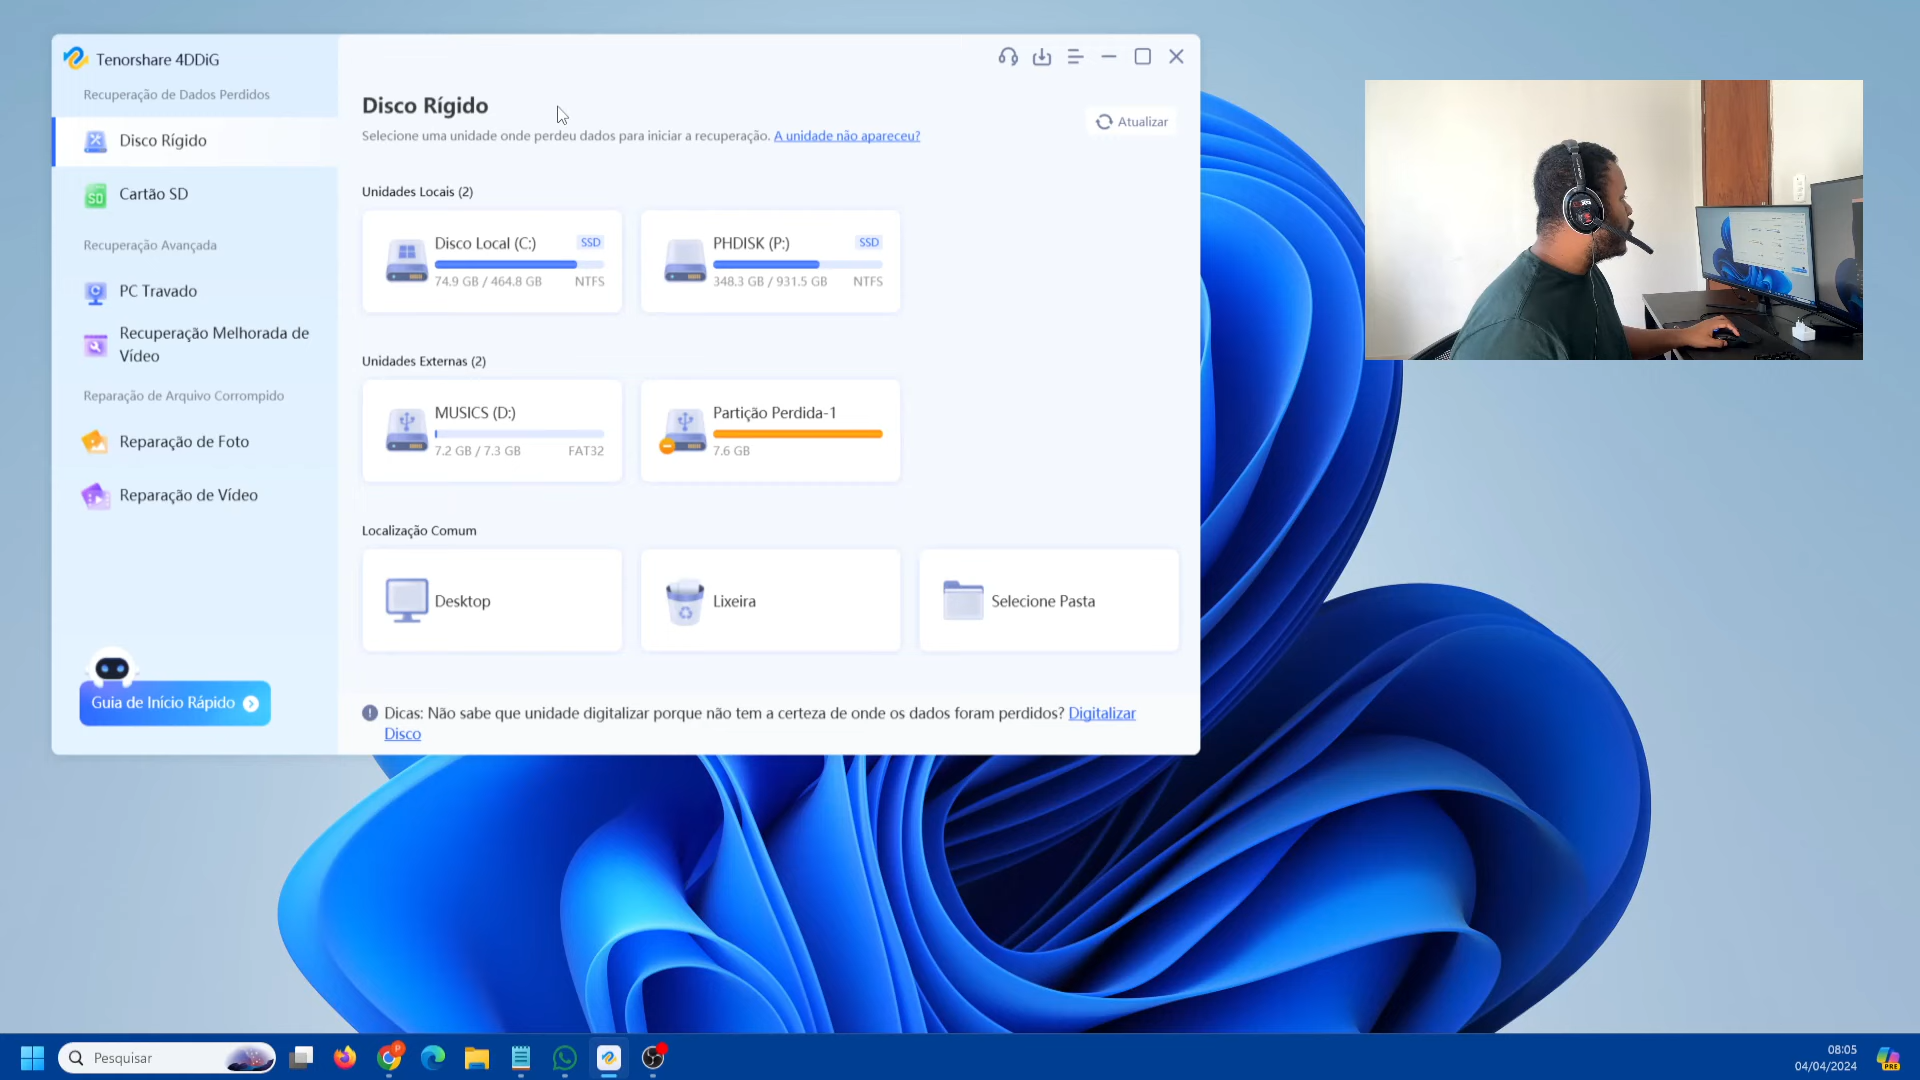 Tenorshare 4DDiG
Recuperação de Dados Perdidos
Disco Rígido
Cartão SD
Recuperação Avançada
PC Travado
Recuperação Melhorada de
Vídeo
Reparação de Arquivo Corrompido
Reparação de Foto
Reparação de Vídeo
Guia de Início Rápido
Disco Rígido
Selecione uma unidade onde perdeu dados para iniciar a recuperação. A unidade não apareceu?
Atualizar
Unidades Locais (2)
Disco Local (C:) SSD
74.9 GB / 464.8 GB NTFS
PHDISK (P:) SSD
348.3 GB / 931.5 GB NTFS
Unidades Externas (2)
MUSICS (D:)
7.2 GB / 7.3 GB FAT32
Partição Perdida-1
7.6 GB
Localização Comum
Desktop
Lixeira
Selecione Pasta
Dicas: Não sabe que unidade digitalizar porque não tem a certeza de onde os dados foram perdidos? Digitalizar
Disco
Pesquisar
08:05
04/04/2024
PRE